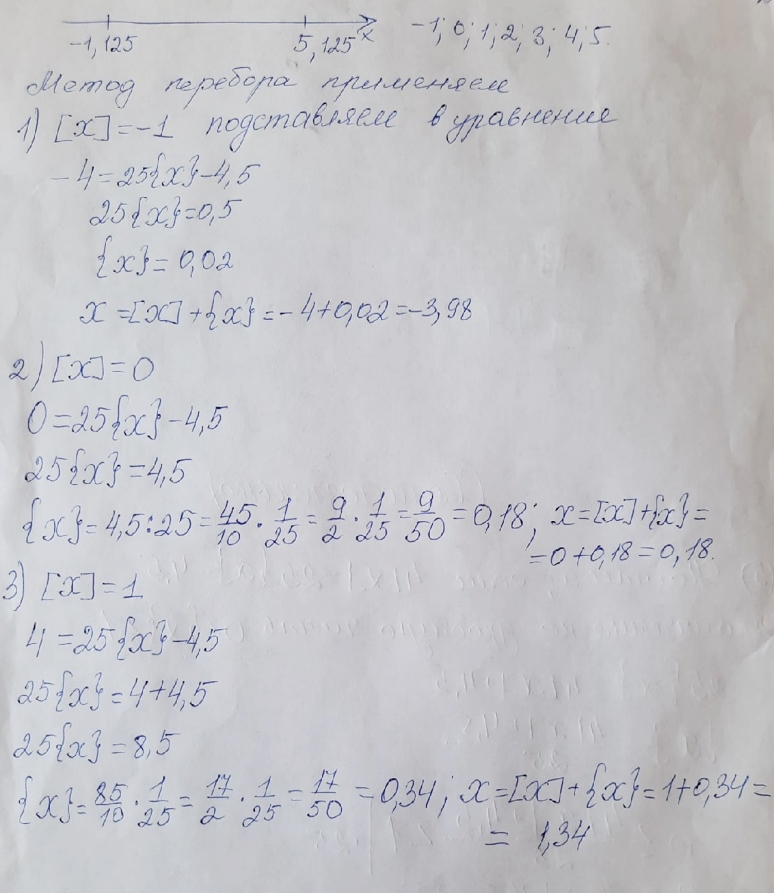 -1,125 5,125 x -1; 0; 1; 2; 3; 4; 5.
Метод перебора применяем
1) [x]=-1 подставляем в уравнение
-4=25{x}-4,5
25{x}=0,5
{x}=0,02
x=[x]+{x}=-4+0,02=-3,98
2) [x]=0
0=25{x}-4,5
25{x}=4,5
{x}=4,5:25=45/10·1/25=9/2·1/25=9/50=0,18; x=[x]+{x}=
=0+0,18=0,18.
3) [x]=1
4=25{x}-4,5
25{x}=4+4,5
25{x}=8,5
{x}=85/10·1/25=17/2·1/25=17/50=0,34; x=[x]+{x}=1+0,34=
= 1,34